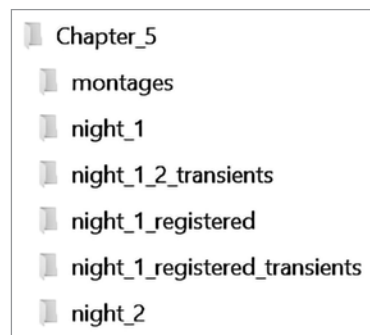 Chapter_5
montages
night_1
night_1_2_transients
night_1_registered
night_1_registered_transients
night_2